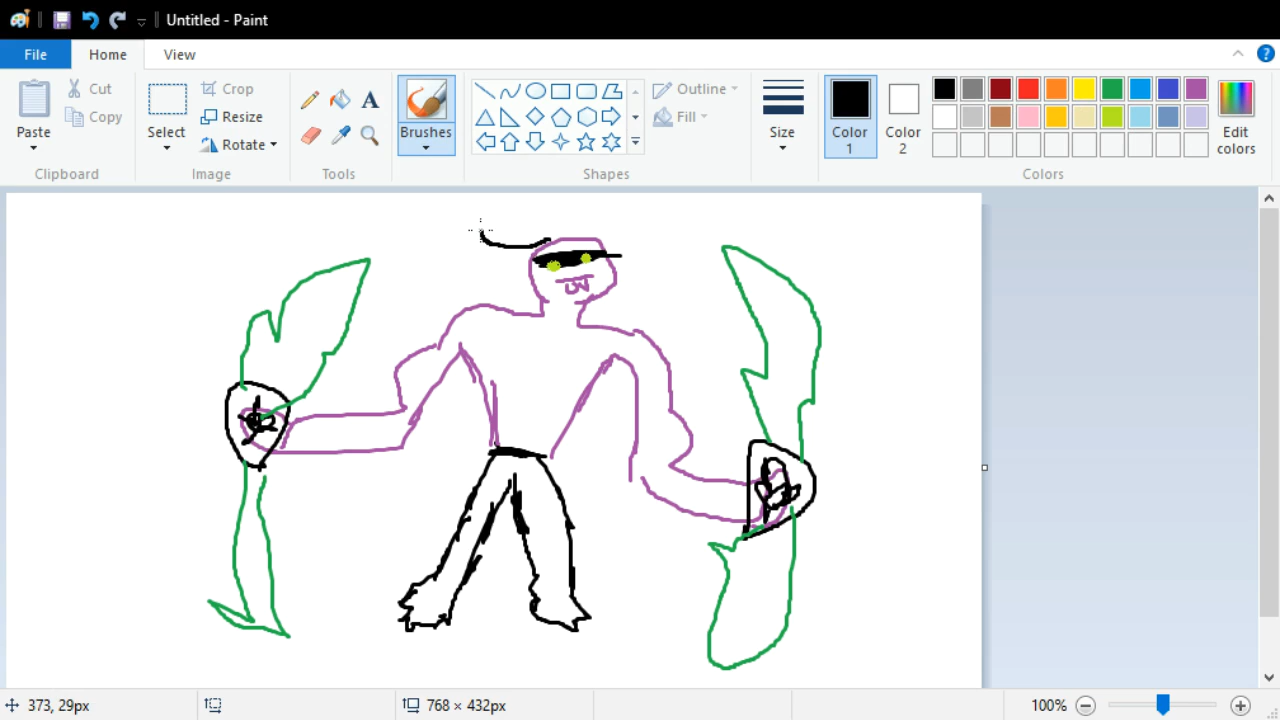 Untitled - Paint
File Home View
Paste
Cut
Copy
Clipboard
Select
Crop
Resize
Rotate
Image
Tools
Brushes
Shapes
Outline
Fill
Size
Color 1
Color 2
Edit colors
Colors
373, 29px
768 × 432px
100%